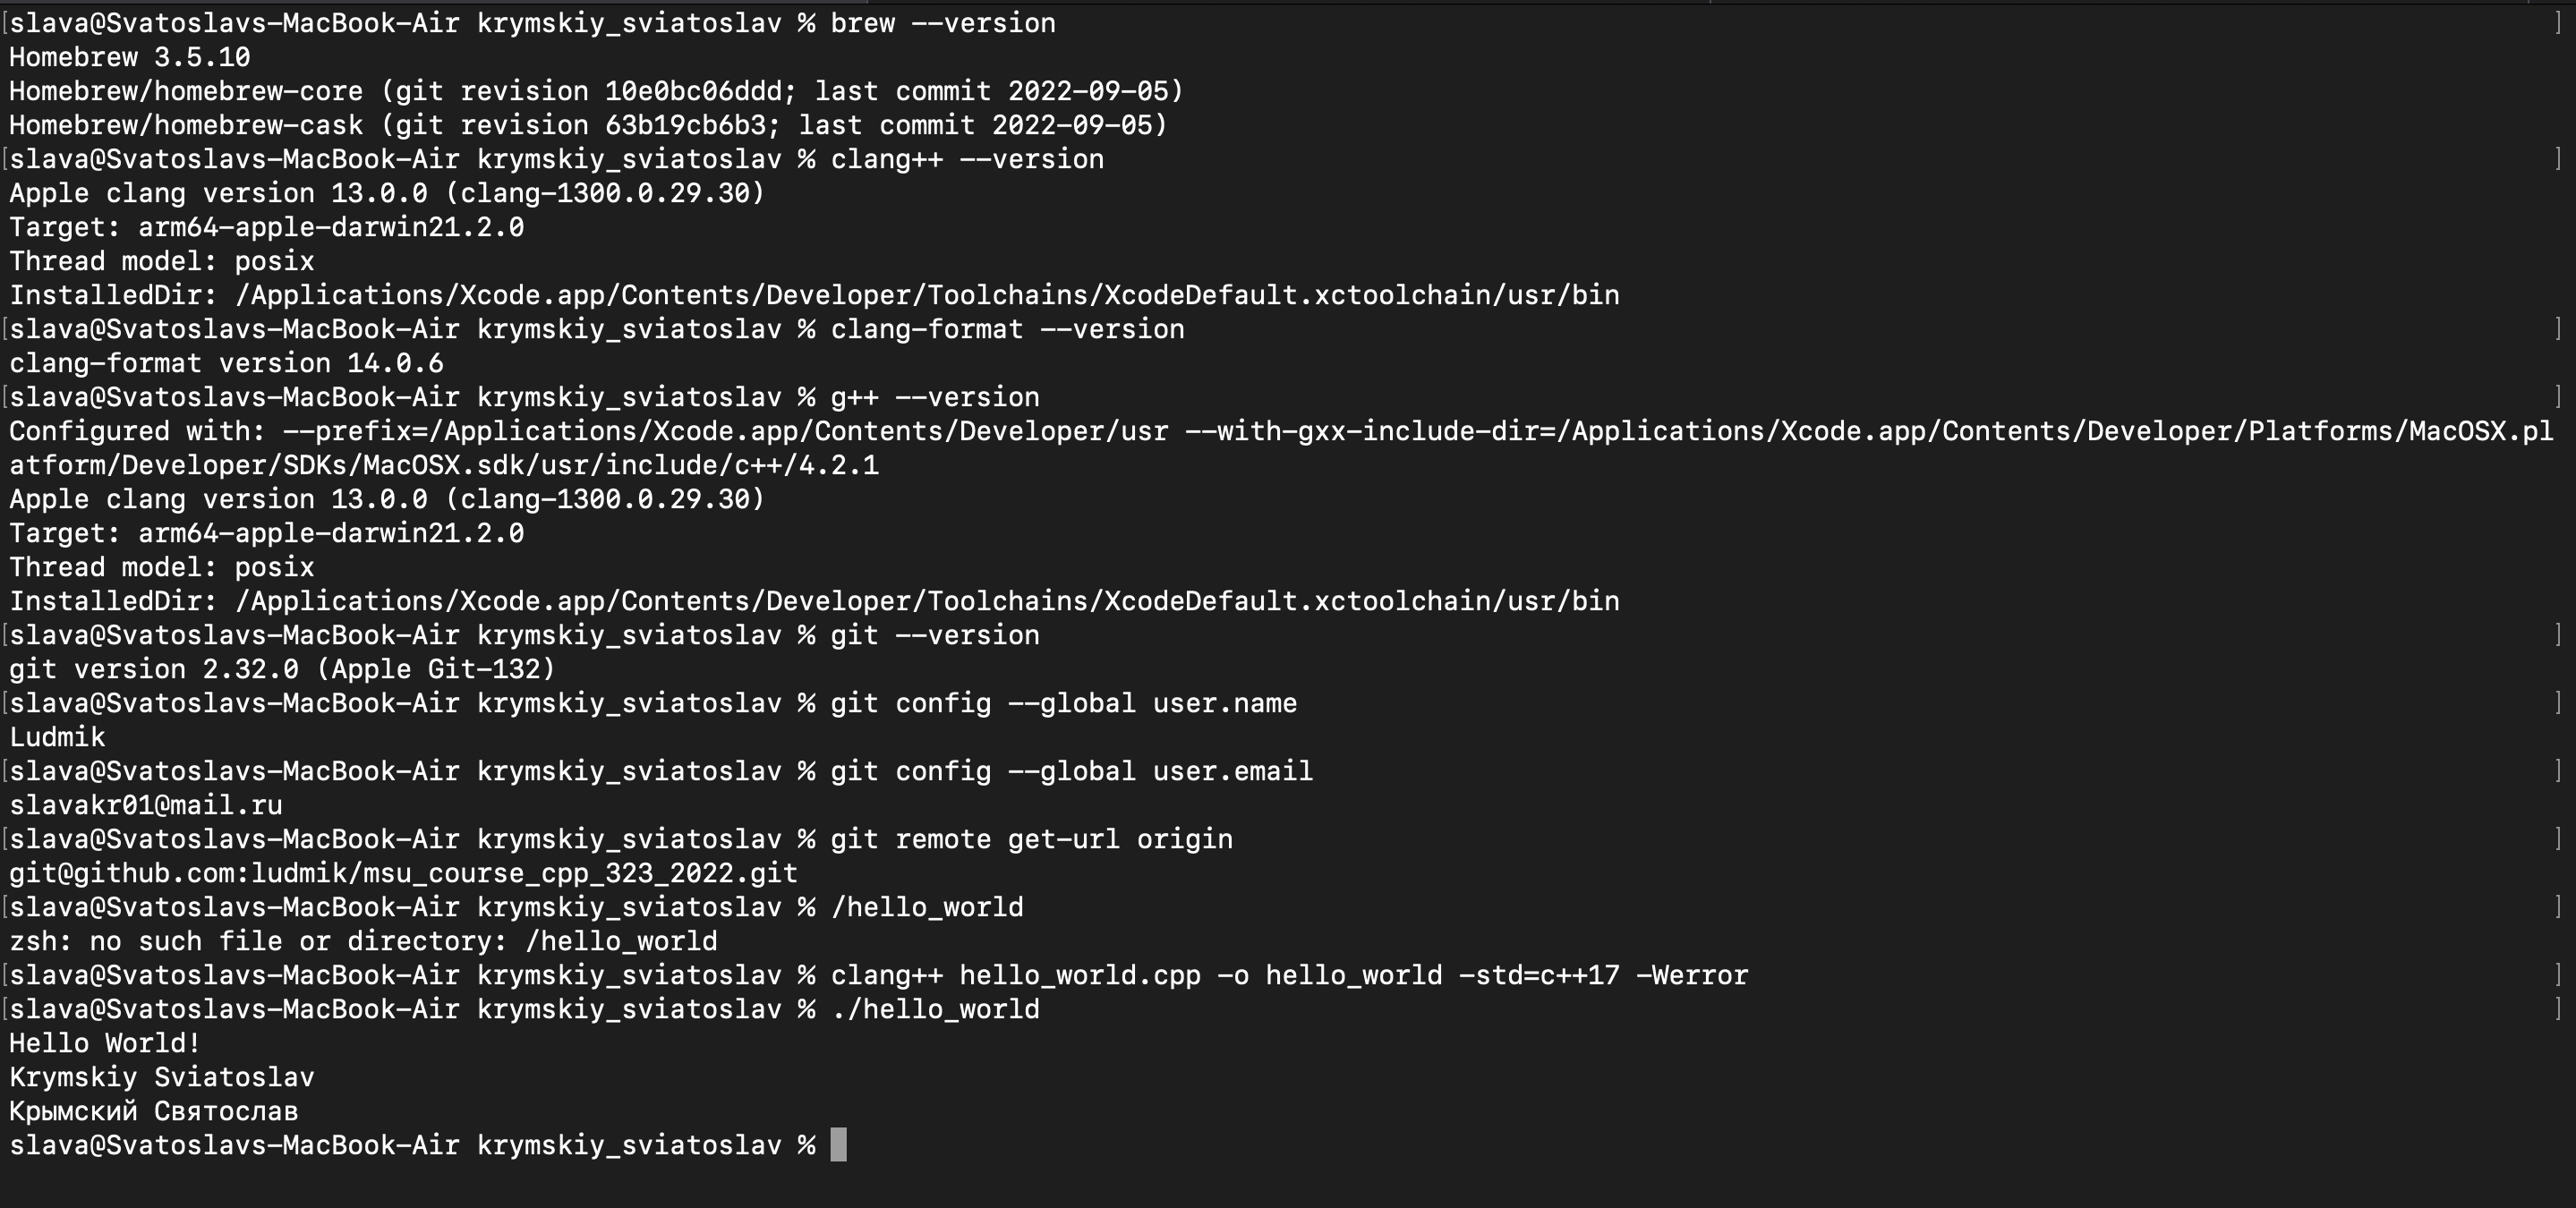 [slava@Svatoslavs-MacBook-Air krymskiy_sviatoslav % brew --version ]
Homebrew 3.5.10
Homebrew/homebrew-core (git revision 10e0bc06ddd; last commit 2022-09-05)
Homebrew/homebrew-cask (git revision 63b19cb6b3; last commit 2022-09-05)
[slava@Svatoslavs-MacBook-Air krymskiy_sviatoslav % clang++ --version ]
Apple clang version 13.0.0 (clang-1300.0.29.30)
Target: arm64-apple-darwin21.2.0
Thread model: posix
InstalledDir: /Applications/Xcode.app/Contents/Developer/Toolchains/XcodeDefault.xctoolchain/usr/bin
[slava@Svatoslavs-MacBook-Air krymskiy_sviatoslav % clang-format --version ]
clang-format version 14.0.6
[slava@Svatoslavs-MacBook-Air krymskiy_sviatoslav % g++ --version ]
Configured with: --prefix=/Applications/Xcode.app/Contents/Developer/usr --with-gxx-include-dir=/Applications/Xcode.app/Contents/Developer/Platforms/MacOSX.pl
atform/Developer/SDKs/MacOSX.sdk/usr/include/c++/4.2.1
Apple clang version 13.0.0 (clang-1300.0.29.30)
Target: arm64-apple-darwin21.2.0
Thread model: posix
InstalledDir: /Applications/Xcode.app/Contents/Developer/Toolchains/XcodeDefault.xctoolchain/usr/bin
[slava@Svatoslavs-MacBook-Air krymskiy_sviatoslav % git --version ]
git version 2.32.0 (Apple Git-132)
[slava@Svatoslavs-MacBook-Air krymskiy_sviatoslav % git config --global user.name ]
Ludmik
[slava@Svatoslavs-MacBook-Air krymskiy_sviatoslav % git config --global user.email ]
slavakr01@mail.ru
[slava@Svatoslavs-MacBook-Air krymskiy_sviatoslav % git remote get-url origin ]
git@github.com:ludmik/msu_course_cpp_323_2022.git
[slava@Svatoslavs-MacBook-Air krymskiy_sviatoslav % /hello_world ]
zsh: no such file or directory: /hello_world
[slava@Svatoslavs-MacBook-Air krymskiy_sviatoslav % clang++ hello_world.cpp -o hello_world -std=c++17 -Werror ]
[slava@Svatoslavs-MacBook-Air krymskiy_sviatoslav % ./hello_world ]
Hello World!
Krymskiy Sviatoslav
Крымский Святослав
slava@Svatoslavs-MacBook-Air krymskiy_sviatoslav %